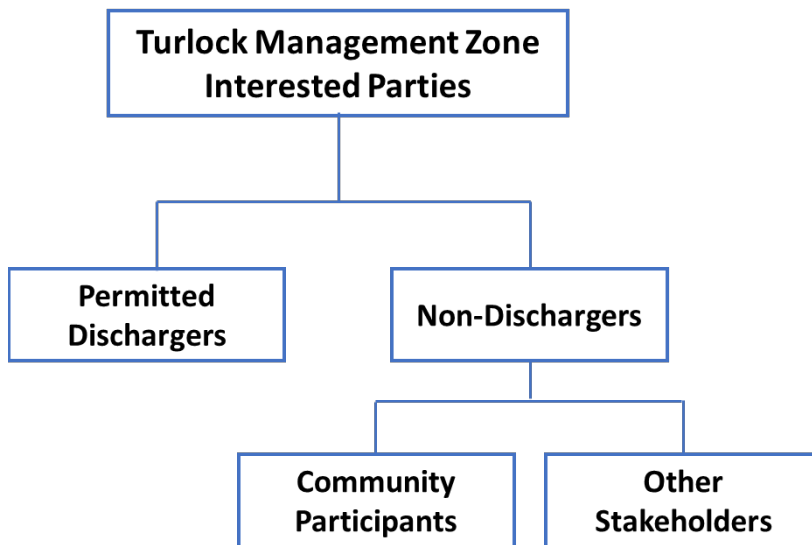 Turlock Management Zone
Interested Parties
Permitted
Dischargers
Non-Dischargers
Community
Participants
Other
Stakeholders